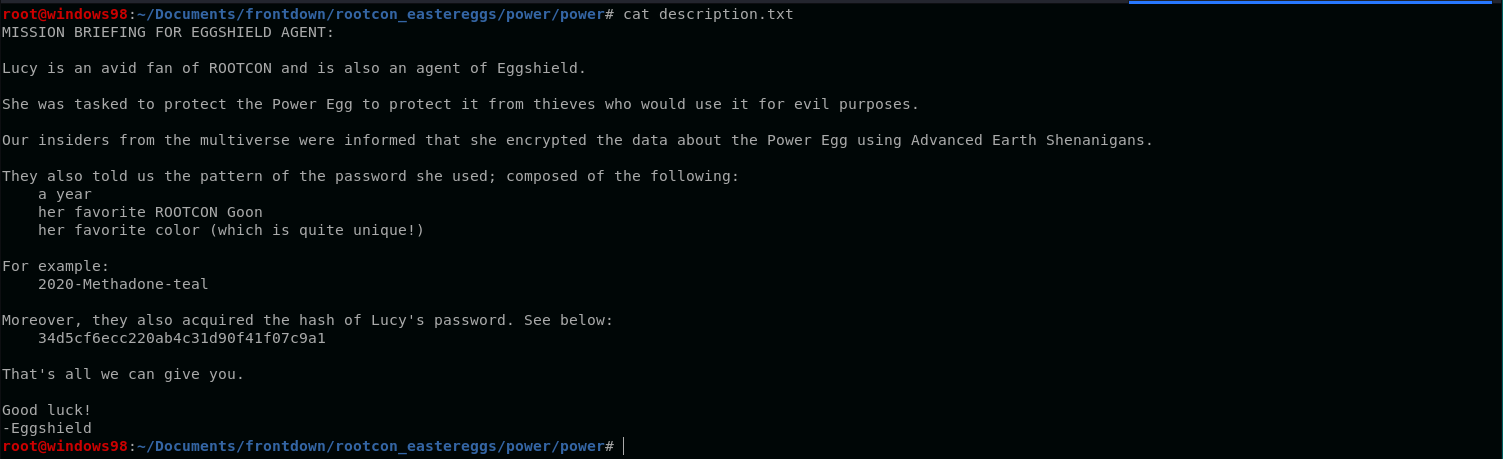 root@windows98:~/Documents/frontdown/rootcon_eastereggs/power/power# cat description.txt
MISSION BRIEFING FOR EGGSHIELD AGENT:
Lucy is an avid fan of ROOTCON and is also an agent of Eggshield.
She was tasked to protect the Power Egg to protect it from thieves who would use it for evil purposes.
Our insiders from the multiverse were informed that she encrypted the data about the Power Egg using Advanced Earth Shenanigans.
They also told us the pattern of the password she used; composed of the following:
a year
her favorite ROOTCON Goon
her favorite color (which is quite unique!)
For example:
2020-Methadone-teal
Moreover, they also acquired the hash of Lucy's password. See below:
34d5cf6ecc220ab4c31d90f41f07c9a1
That's all we can give you.
Good luck!
-Eggshield
root@windows98:~/Documents/frontdown/rootcon_eastereggs/power/power#